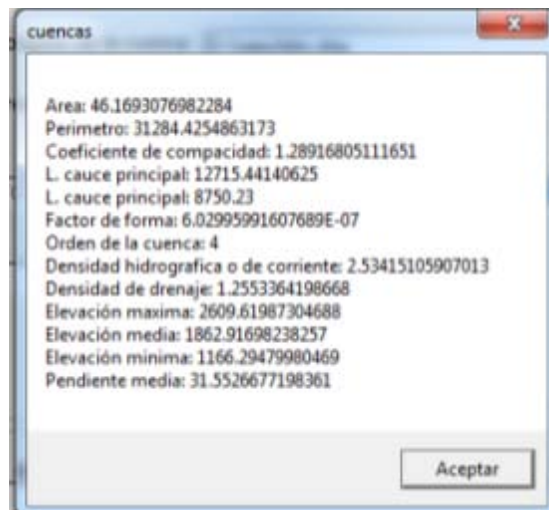 cuencas
Area: 46.1693076982284
Perimetro: 31284.4254863173
Coeficiente de compacidad: 1.28916805111651
L. cauce principal: 12715.44140625
L. cauce principal: 8750.23
Factor de forma: 6.02995991607689E-07
Orden de la cuenca: 4
Densidad hidrografica o de corriente: 2.53415105907013
Densidad de drenaje: 1.2553364198668
Elevación maxima: 2609.61987304688
Elevación media: 1862.91698238257
Elevación minima: 1166.29479980469
Pendiente media: 31.5526677198361
Aceptar